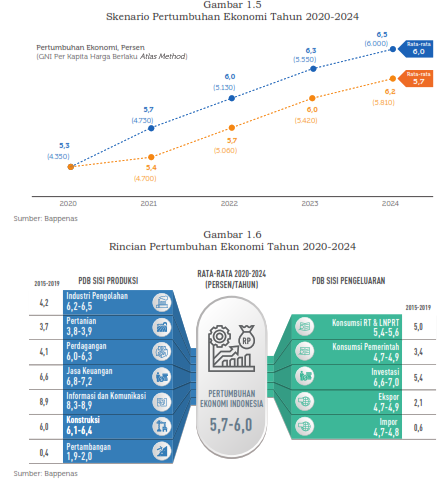 Gambar 1.5
Skenario Pertumbuhan Ekonomi Tahun 2020-2024
Pertumbuhan Ekonomi, Persen
(GNI Per Kapita Harga Berlaku Atlas Method)
5,3
(4350)
5,7
(4730)
6,0
(5.130)
6,3
(5.550)
6,5
(6.000)
Rata-rata
6,0
5,4
(4.700)
5,7
(5.060)
6,0
(5.420)
6,2
(5.810)
Rata-rata
5,7
2020
2021
2022
2023
2024
Sumber: Bappenas
Gambar 1.6
Rincian Pertumbuhan Ekonomi Tahun 2020-2024
2015-2019
PDB SISI PRODUKSI
4,2
Industri Pengolahan
6,2-6,5
3,7
Pertanian
3,8-3,9
4,1
Perdagangan
6,0-6,3
6,6
Jasa Keuangan
6,8-7,2
8,9
Informasi dan Komunikasi
8,3-8,9
6,0
Konstruksi
6,1-6,4
0,4
Pertambangan
1,9-2,0
RATA-RATA 2020-2024
(PERSEN/TAHUN)
RP
PERTUMBUHAN
EKONOMI INDONESIA
5,7-6,0
PDB SISI PENGELUARAN
2015-2019
Konsumsi RT & LNPRT
5,4-5,6
5,0
Konsumsi Pemerintah
4,7-4,9
3,4
Investasi
6,6-7,0
5,4
Ekspor
4,7-4,9
2,1
Impor
4,7-4,8
0,6
Sumber: Bappenas